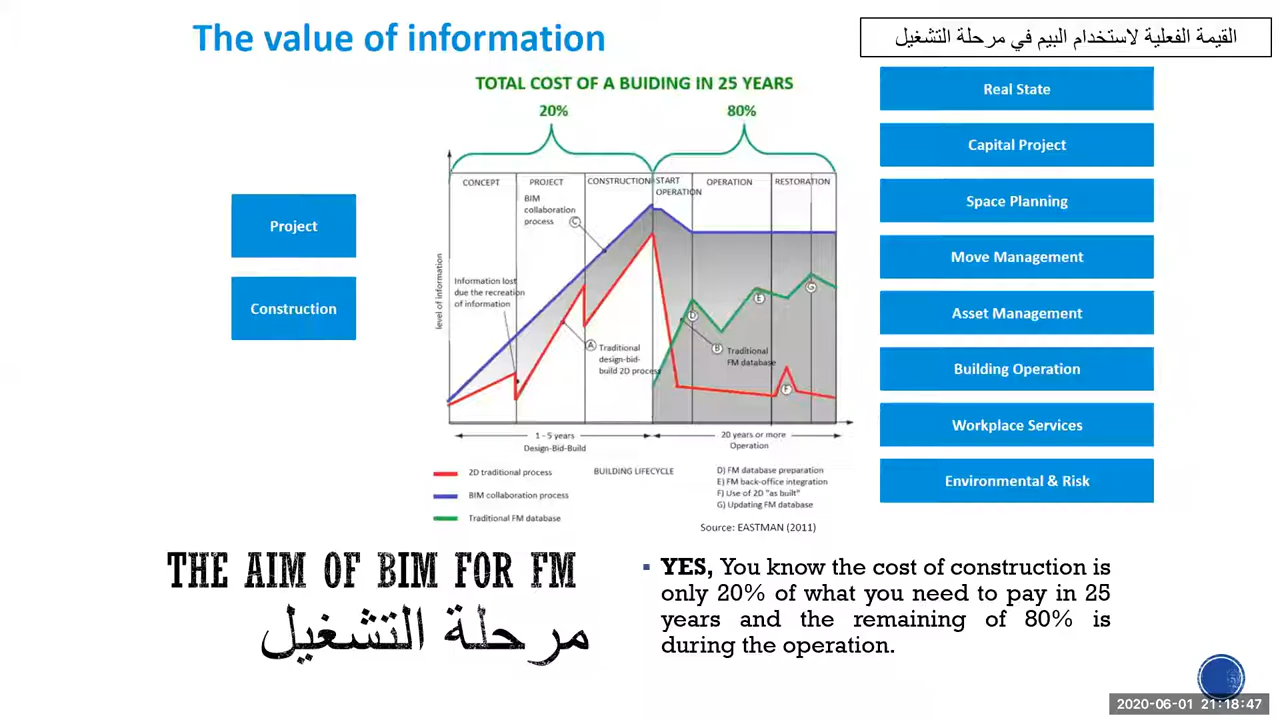 The value of information
القيمة الفعلية لاستخدام البيم في مرحلة التشغيل
TOTAL COST OF A BUIDING IN 25 YEARS
20%
80%
CONCEPT
PROJECT
CONSTRUCTION
START
OPERATION
OPERATION
RESTORATION
BIM
collaboration
process
C
Information lost
due the recreation
of information
level of information
A
Traditional
design-bid-
build 2D process
D
B
Traditional
FM database
E
F
G
1 - 5 years
Design-Bid-Build
20 years or more
Operation
2D traditional process
BIM collaboration process
Traditional FM database
BUILDING LIFECYCLE
D) FM database preparation
E) FM back-office integration
F) Use of 2D "as built"
G) Updating FM database
Source: EASTMAN (2011)
Project
Construction
Real State
Capital Project
Space Planning
Move Management
Asset Management
Building Operation
Workplace Services
Environmental & Risk
THE AIM OF BIM FOR FM
مرحلة التشغيل
▪ YES, You know the cost of construction is
only 20% of what you need to pay in 25
years and the remaining of 80% is
during the operation.
2020-06-01 21:18:47